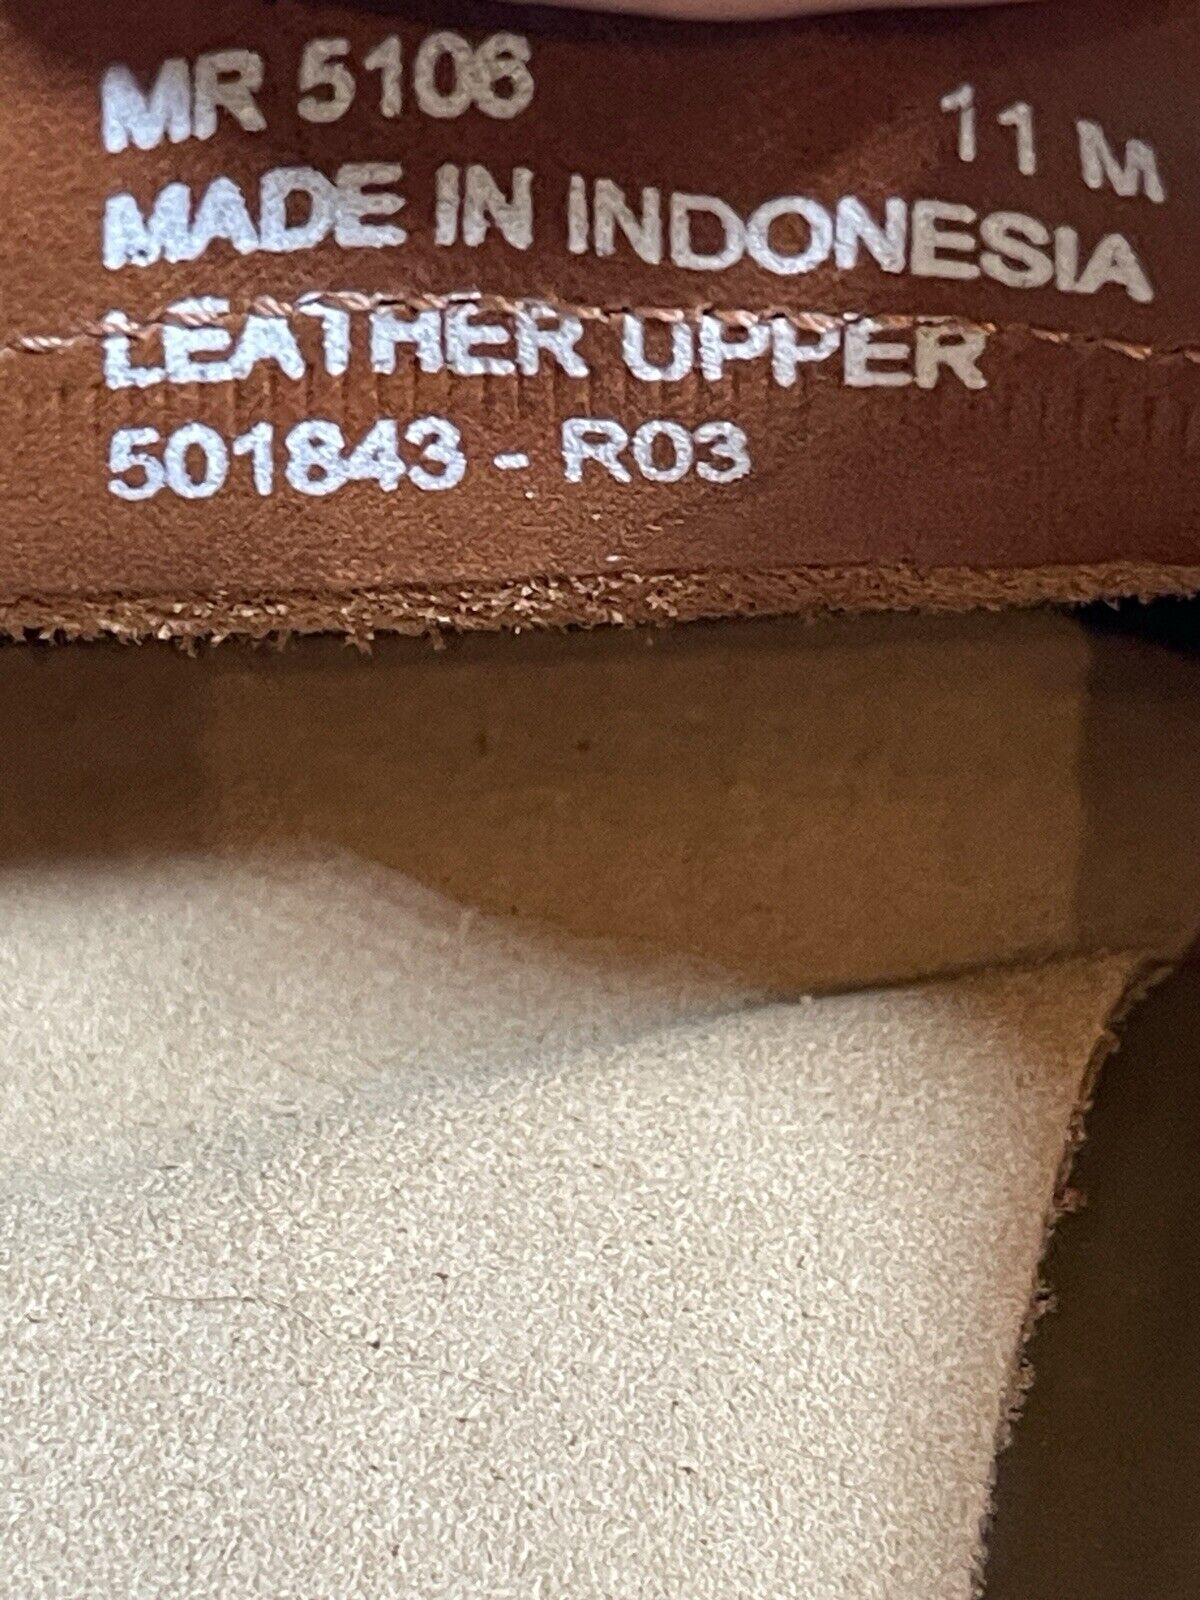 MR 5106 11 M
MADE IN INDONESIA
LEATHER UPPER
501843 - R03